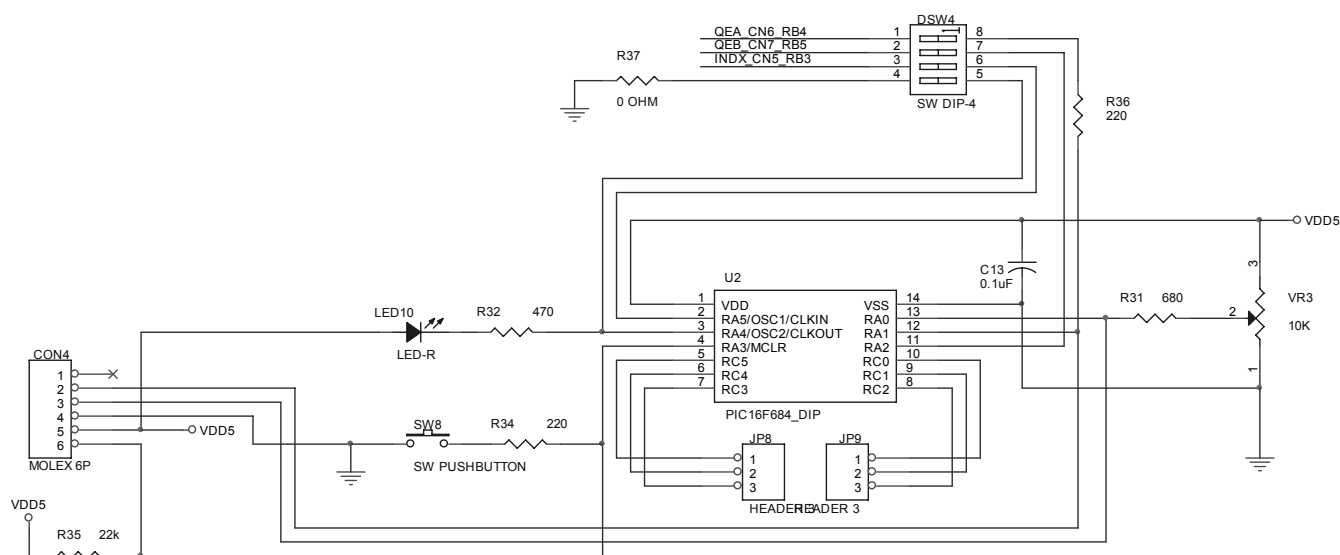 DSW4
QEA_CN6_RB4 1 8
QEB_CN7_RB5 2 7
INDX_CN5_RB3 3 6
4 5
R37
0 OHM
SW DIP-4
R36
220
VDD5
C13
0.1uF
3
U2
R31 680
VR3
2
10K
1
1 VDD VSS 14
2 RA5/OSC1/CLKIN RA0 13
3 RA4/OSC2/CLKOUT RA1 12
4 RA3/MCLR RA2 11
5 RC5 RC0 10
6 RC4 RC1 9
7 RC3 RC2 8
PIC16F684_DIP
LED10
R32 470
LED-R
CON4
1
2
3
4
5
6
VDD5
MOLEX 6P
SW8
R34 220
SW PUSHBUTTON
JP8
1
2
3
HEADER 3
JP9
1
2
3
HEADER 3
VDD5
R35 22k